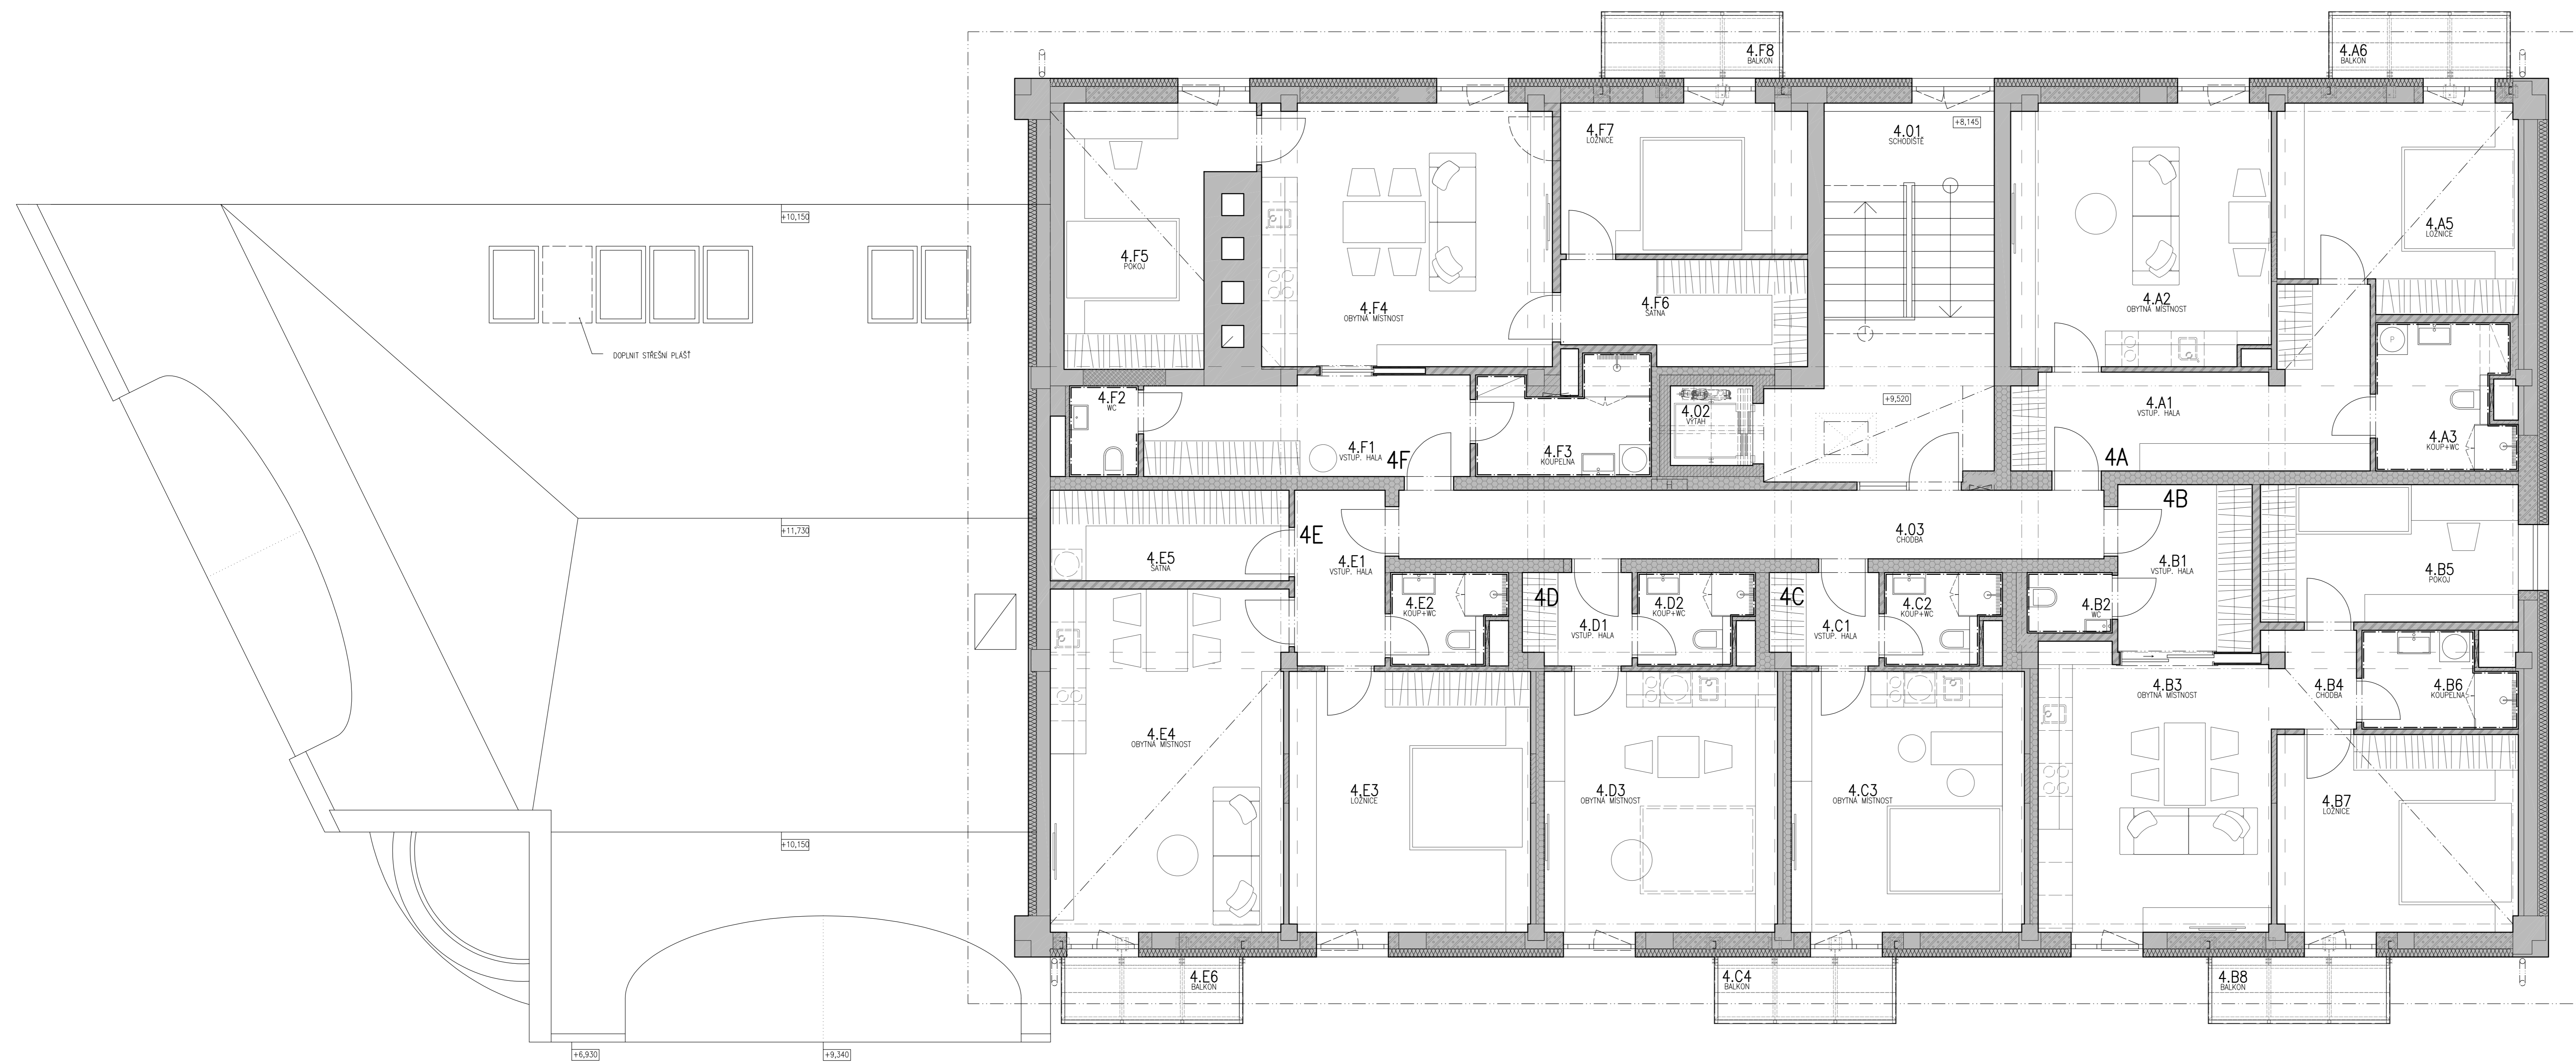 4.F8
BALKON
4.A6
BALKON
4.F7
LOŽNICE
4.01
SCHODIŠTĚ
+8,145
+10,150
4.A5
LOŽNICE
4.F5
POKOJ
4.F4
OBYTNÁ MÍSTNOST
4.F6
ŠATNA
4.A2
OBYTNÁ MÍSTNOST
DOPLNIT STŘEŠNÍ PLÁŠŤ
P
4.F2
WC
4.02
VÝTAH
+9,520
4.A1
VSTUP. HALA
4.F1
VSTUP. HALA
4F
4.F3
KOUPELNA
4A
4.A3
KOUP+WC
H
4B
+11,730
4E
4.03
CHODBA
4.E5
ŠATNA
4.E1
VSTUP. HALA
4.B1
VSTUP. HALA
4.B5
POKOJ
4.E2
KOUP+WC
4D
4.D1
VSTUP. HALA
4.D2
KOUP+WC
4C
4.C1
VSTUP. HALA
4.C2
KOUP+WC
4.B2
WC
4.E4
OBYTNÁ MÍSTNOST
4.B3
OBYTNÁ MÍSTNOST
4.B4
CHODBA
4.B6
KOUPELNA
4.E3
LOŽNICE
4.D3
OBYTNÁ MÍSTNOST
4.C3
OBYTNÁ MÍSTNOST
4.B7
LOŽNICE
+10,150
4.E6
BALKON
4.C4
BALKON
4.B8
BALKON
+6,930
+9,340